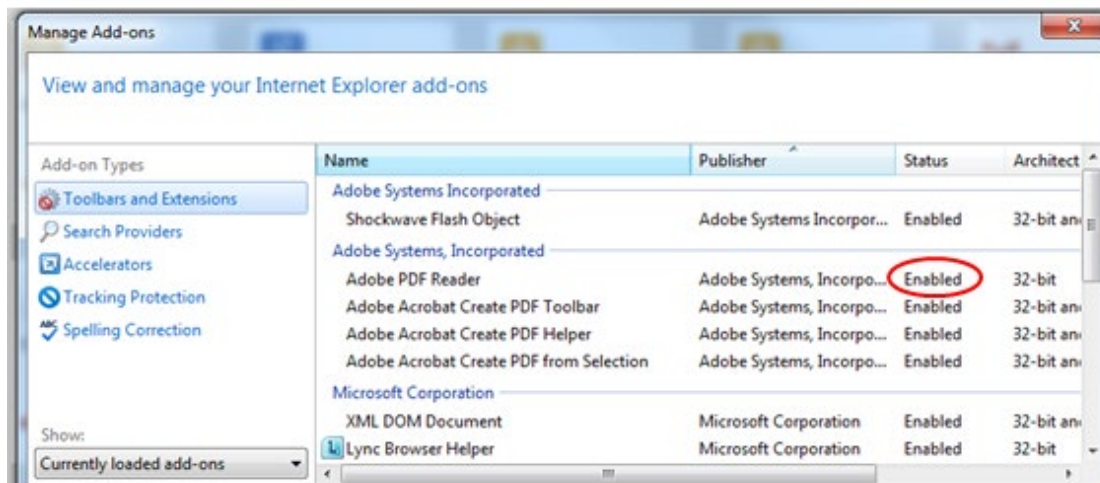 Manage Add-ons
View and manage your Internet Explorer add-ons
Add-on Types
Toolbars and Extensions
Search Providers
Accelerators
Tracking Protection
ABC Spelling Correction
Show:
Currently loaded add-ons
Name Publisher Status Architect
Adobe Systems Incorporated
Shockwave Flash Object Adobe Systems Incorpor... Enabled 32-bit an
Adobe Systems, Incorporated
Adobe PDF Reader Adobe Systems, Incorpo... Enabled 32-bit
Adobe Acrobat Create PDF Toolbar Adobe Systems, Incorpo... Enabled 32-bit an
Adobe Acrobat Create PDF Helper Adobe Systems, Incorpo... Enabled 32-bit an
Adobe Acrobat Create PDF from Selection Adobe Systems, Incorpo... Enabled 32-bit an
Microsoft Corporation
XML DOM Document Microsoft Corporation Enabled 32-bit an
Lync Browser Helper Microsoft Corporation Enabled 32-bit